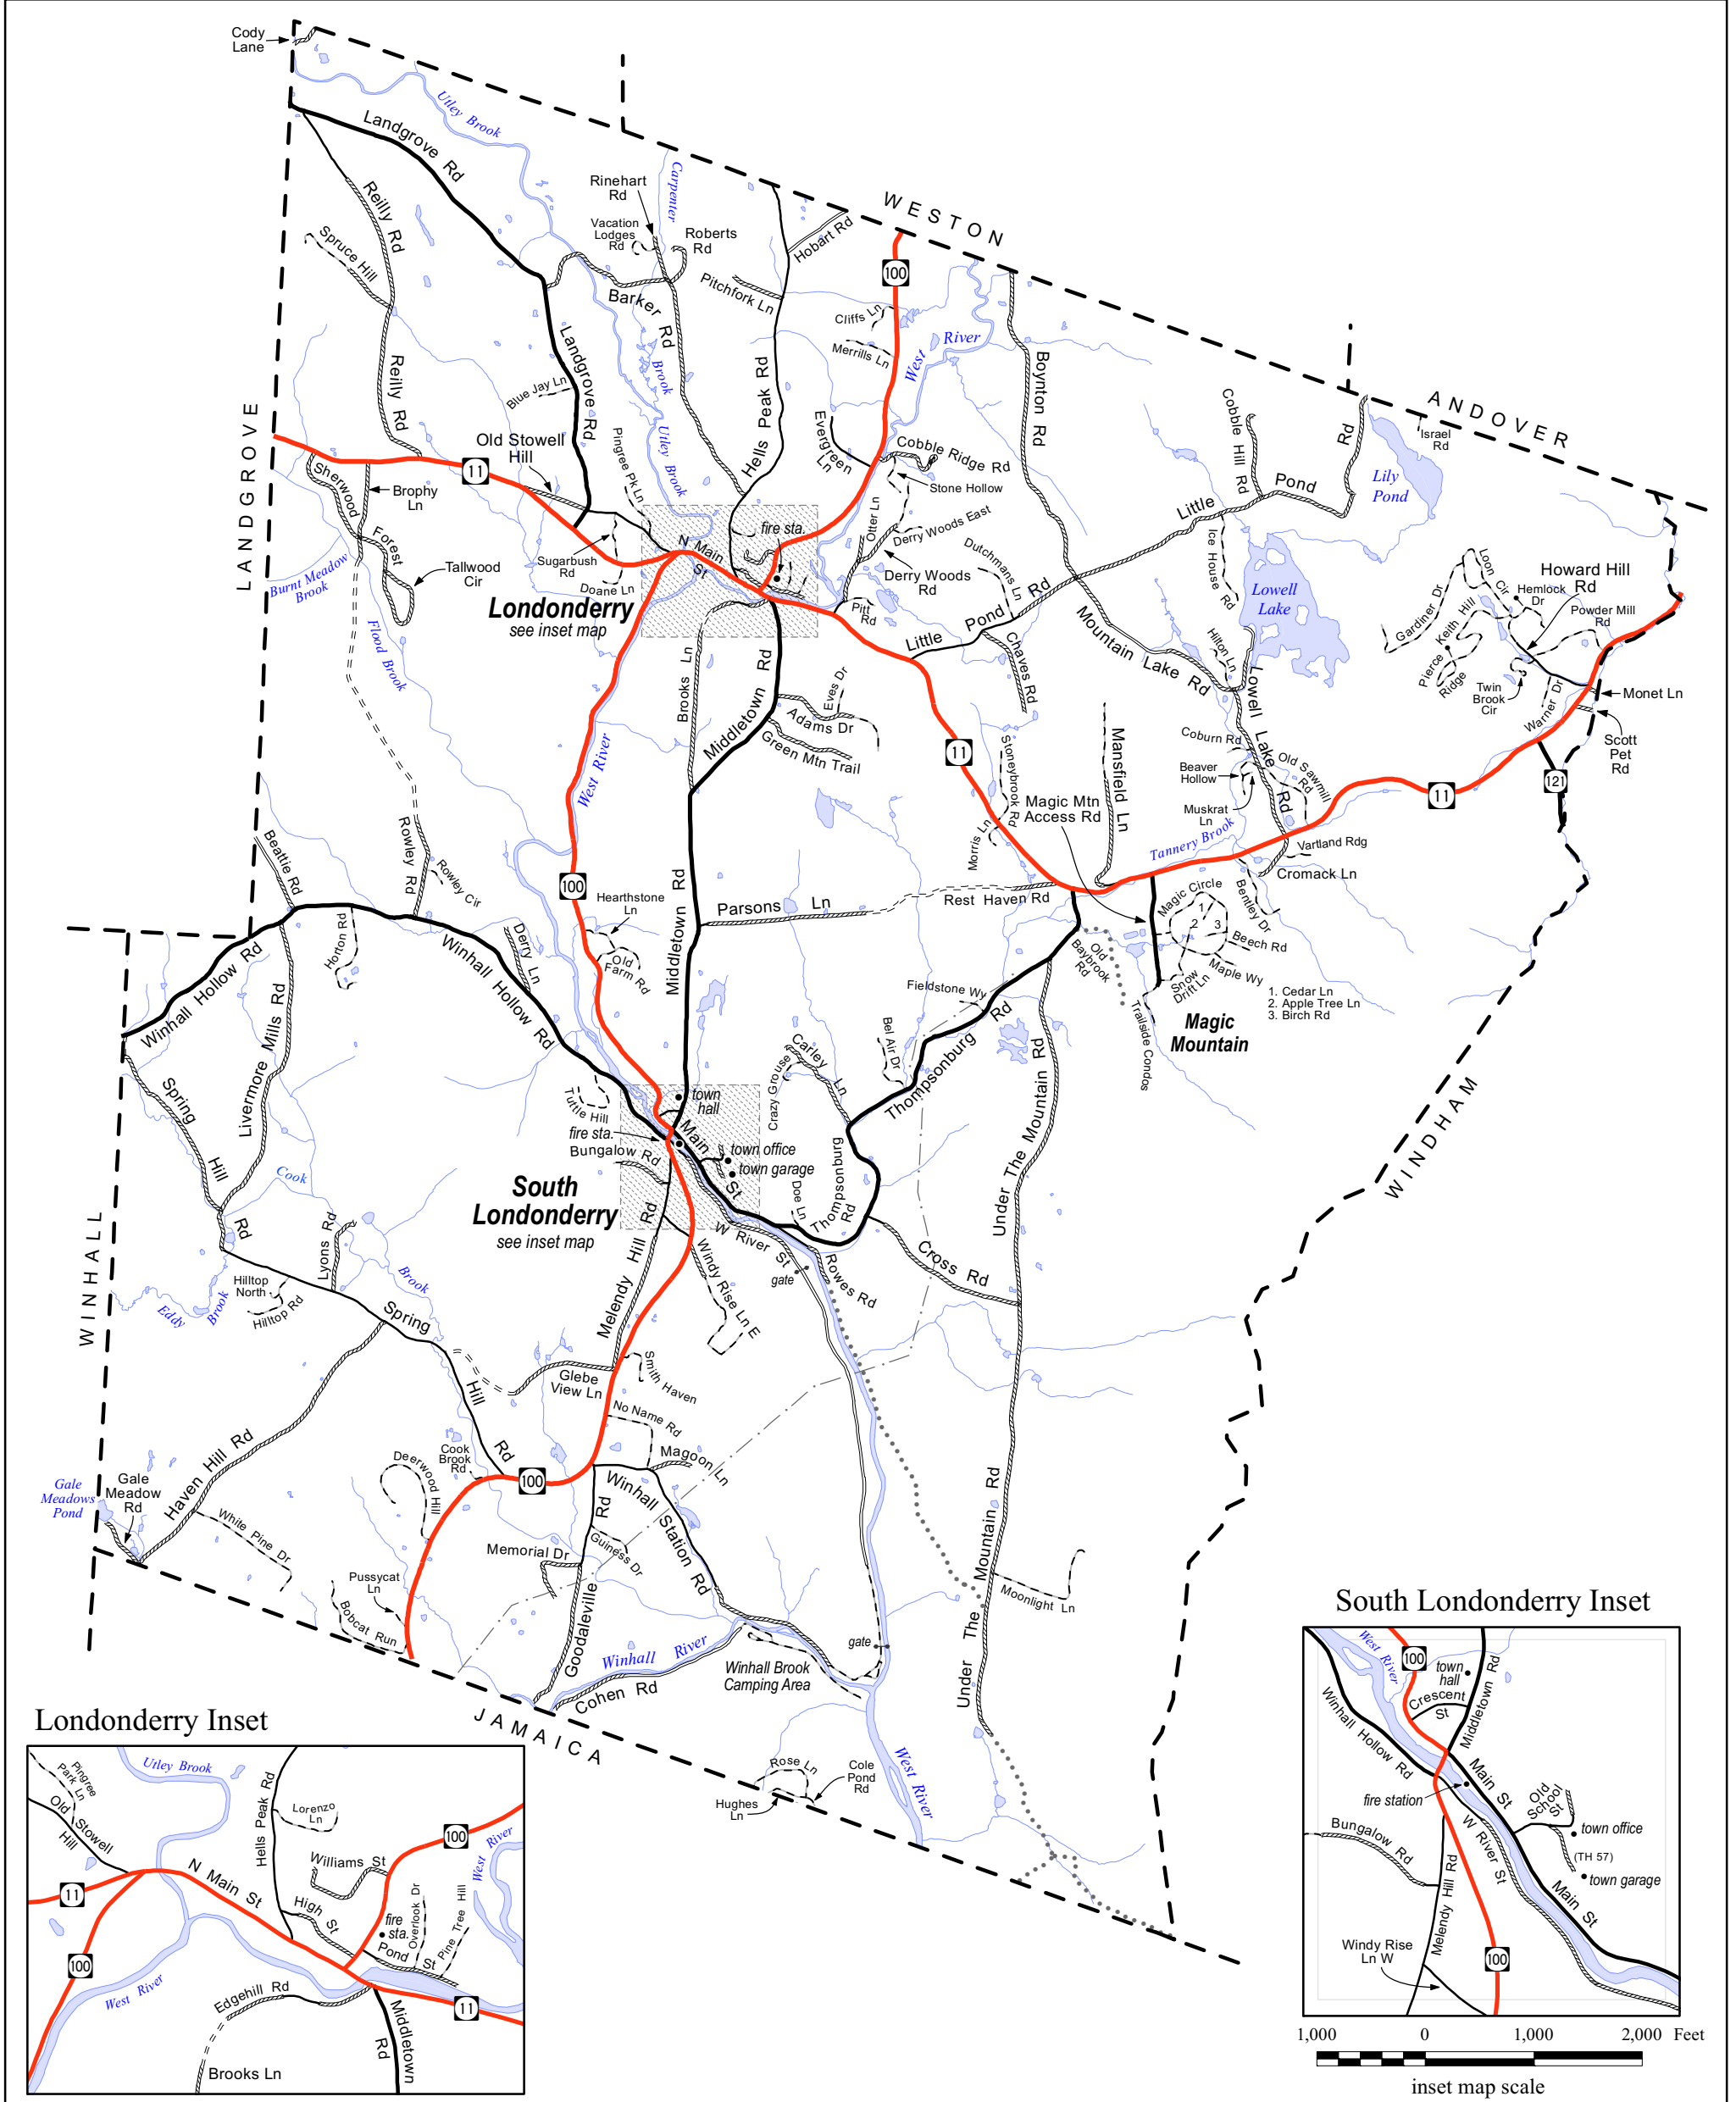 Cody
Lane
Utley Brook
Landgrove Rd
Carpenter
Rinehart
Rd
Vacation
Lodges
Rd
Roberts
Rd
WESTON
Hobart Rd
Reilly Rd
Spruce Hill
100
Pitchfork Ln
Barker Rd
Cliffs Ln
Merrills Ln
West River
Landgrove Rd
Brook
Reilly Rd
Blue Jay Ln
Hells Peak Rd
Boynton Rd
ANDOVER
Israel
Rd
LANDGROVE
Old Stowell
Hill
Pingree Pk Ln
Utley Brook
Evergreen
Ln
Cobble Ridge Rd
Cobble Hill Rd
Little Pond Rd
Lily
Pond
11
Sherwood
Forest
Brophy
Ln
Stone Hollow
fire sta.
Otter Ln
Derry Woods East
Dutchmans Ln
Ice House Rd
N Main
St
Sugarbush
Rd
Doane Ln
Tallwood
Cir
Burnt Meadow
Brook
Derry Woods
Rd
Londonderry
see inset map
Pitt
Rd
Little Pond Rd
Lowell
Lake
Loon Cir
Howard Hill
Rd
Hemlock
Dr
Powder Mill
Rd
Gardiner Dr
Keith Hill
Pierce
Ridge
Twin
Brook
Cir
Warner Dr
Monet Ln
Scott
Pet
Rd
Flood Brook
Brooks Ln
Middletown Rd
Eves Dr
Adams Dr
Green Mtn Trail
Chaves Rd
Mountain Lake Rd
Hilton Ln
Lowell Lake Rd
West River
11
Stoneybrook Rd
Mansfield Ln
Coburn Rd
Beaver
Hollow
Old Sawmill
Rd
Muskrat
Ln
Magic Mtn
Access Rd
121
11
Morris Ln
Tannery Brook
Vartland Rdg
Cromack Ln
Beattie Rd
Rowley Rd
Rowley Cir
100
Hearthstone
Ln
Middletown Rd
Parsons Ln
Rest Haven Rd
Magic Circle
1
2
3
Bentley Dr
Beech Rd
Maple Wy
Snow
Drift Ln
1. Cedar Ln
2. Apple Tree Ln
3. Birch Rd
Horton Rd
Derry Ln
Winhall Hollow Rd
Winhall Hollow Rd
Old
Farm Rd
Old
Baybrook
Rd
Fieldstone Wy
Trailside Condos
Magic
Mountain
Livermore Mills Rd
Spring Hill Rd
Bel Air Dr
Thompsonburg Rd
Carley Ln
Crazy Grouse
Under The Mountain Rd
WINDHAM
Tuttle Hill
town
hall
fire sta.
Main St
town office
town garage
Bungalow Rd
Doe Ln
Thompsonburg
Rd
South
Londonderry
see inset map
Cook
Brook
WINHALL
Lyons Rd
Hilltop
North
Hilltop Rd
Eddy
Brook
Melendy Hill Rd
Windy Rise Ln E
W River St
gate
Rowes Rd
Cross Rd
Spring Hill Rd
Glebe
View Ln
Smith Haven
No Name Rd
Magoon Ln
Haven Hill Rd
Gale
Meadows
Pond
Gale
Meadow
Rd
White Pine Dr
Deerwood Hill
Cook
Brook
Rd
100
Winhall Station Rd
Guiness Dr
Memorial Dr
Pussycat
Ln
Bobcat Run
Goodaleville Rd
Winhall River
Cohen Rd
Winhall Brook
Camping Area
gate
Under The Mountain Rd
Moonlight Ln
JAMAICA
Rose Ln
Hughes
Ln
Cole
Pond
Rd
West River
Londonderry Inset
Utley Brook
Pingree
Park Ln
Old Stowell
Hill
Hells Peak Rd
Lorenzo
Ln
100
Williams St
West River
11
N Main St
High St
fire
sta.
Overlook Dr
Pine Tree Hill
Pond St
100
West River
Edgehill Rd
11
Middletown
Rd
Brooks Ln
South Londonderry Inset
West
River
100
town
hall
Crescent
St
Middletown Rd
Winhall Hollow Rd
Main St
fire station
Old
School
St
town office
(TH 57)
town garage
Bungalow Rd
W River St
Main St
Melendy Hill Rd
Windy Rise
Ln W
100
1,000 0 1,000 2,000 Feet
inset map scale